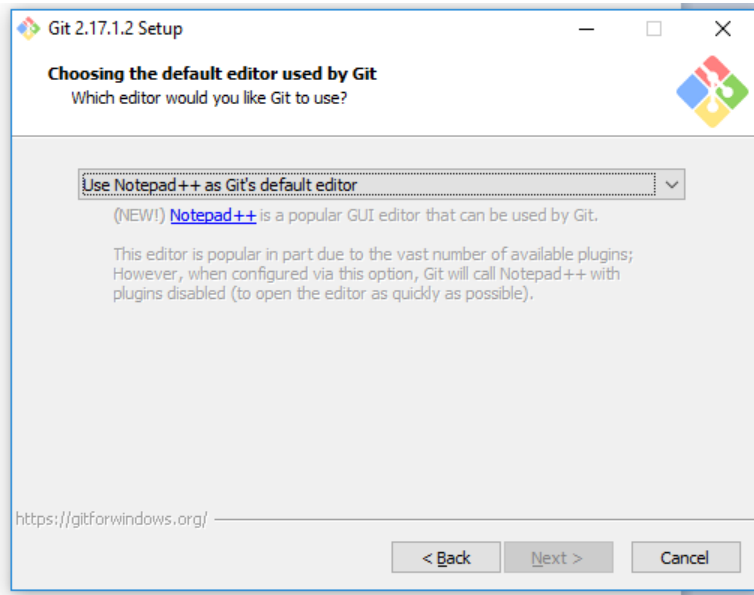 Git 2.17.1.2 Setup
Choosing the default editor used by Git
Which editor would you like Git to use?
Use Notepad++ as Git's default editor
(NEW!) Notepad++ is a popular GUI editor that can be used by Git.
This editor is popular in part due to the vast number of available plugins;
However, when configured via this option, Git will call Notepad++ with
plugins disabled (to open the editor as quickly as possible).
https://gitforwindows.org/
< Back Next > Cancel